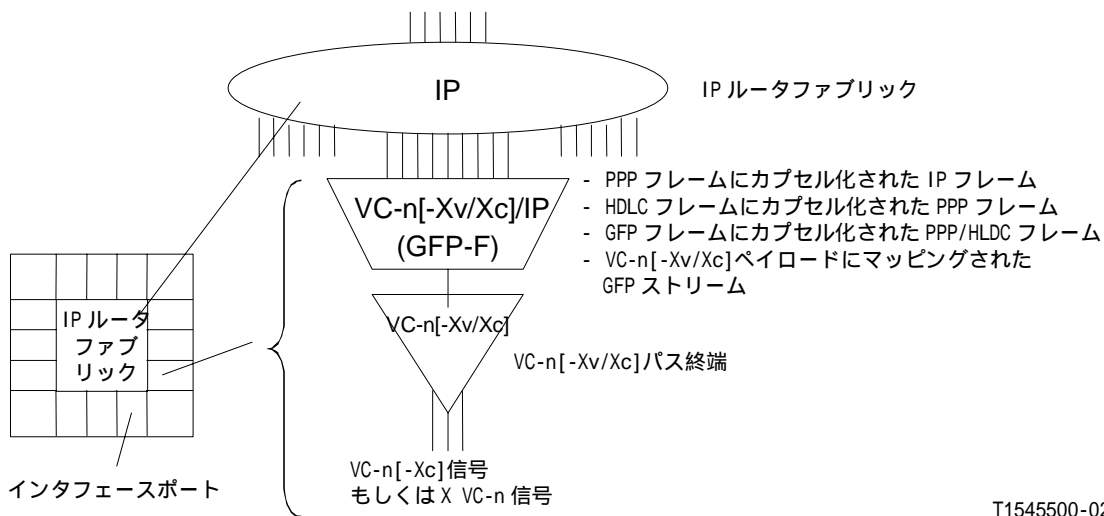 IP
IP ルータファブリック
VC-n[-Xv/Xc]/IP
(GFP-F)
- PPP フレームにカプセル化された IP フレーム
- HDLC フレームにカプセル化された PPP フレーム
- GFP フレームにカプセル化された PPP/HLDC フレーム
- VC-n[-Xv/Xc]ペイロードにマッピングされた
GFP ストリーム
IP ルータ
ファブ
リック
VC-n[-Xv/Xc]
VC-n[-Xv/Xc]パス終端
インタフェースポート
VC-n[-Xc]信号
もしくは X VC-n 信号
T1545500-02